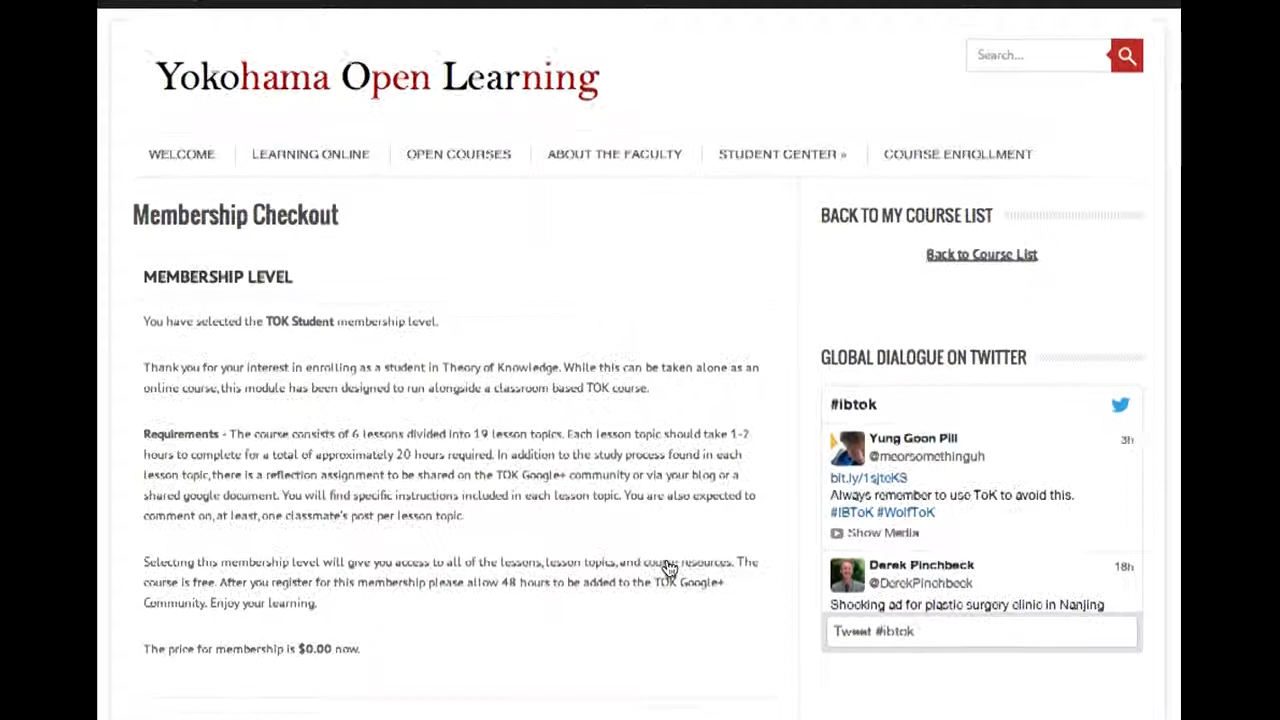 Yokohama Open Learning
Search...
WELCOME
LEARNING ONLINE
OPEN COURSES
ABOUT THE FACULTY
STUDENT CENTER »
COURSE ENROLLMENT
Membership Checkout
MEMBERSHIP LEVEL
You have selected the TOK Student membership level.
Thank you for your interest in enrolling as a student in Theory of Knowledge. While this can be taken alone as an
online course, this module has been designed to run alongside a classroom based TOK course.
Requirements - The course consists of 6 lessons divided into 19 lesson topics. Each lesson topic should take 1-2
hours to complete for a total of approximately 20 hours required. In addition to the study process found in each
lesson topic, there is a reflection assignment to be shared on the TOK Google+ community or via your blog or a
shared google document. You will find specific instructions included in each lesson topic. You are also expected to
comment on, at least, one classmate's post per lesson topic.
Selecting this membership level will give you access to all of the lessons, lesson topics, and course resources. The
course is free. After you register for this membership please allow 48 hours to be added to the TOK Google+
Community. Enjoy your learning.
The price for membership is $0.00 now.
BACK TO MY COURSE LIST
Back to Course List
GLOBAL DIALOGUE ON TWITTER
#ibtok
Yung Goon Pill
3h
@meorsomethinguh
bit.ly/1sjteKS
Always remember to use ToK to avoid this.
#IBToK #WolfToK
Show Media
Derek Pinchbeck
18h
@DerekPinchbeck
Shocking ad for plastic surgery clinic in Nanjing
Tweet #ibtok